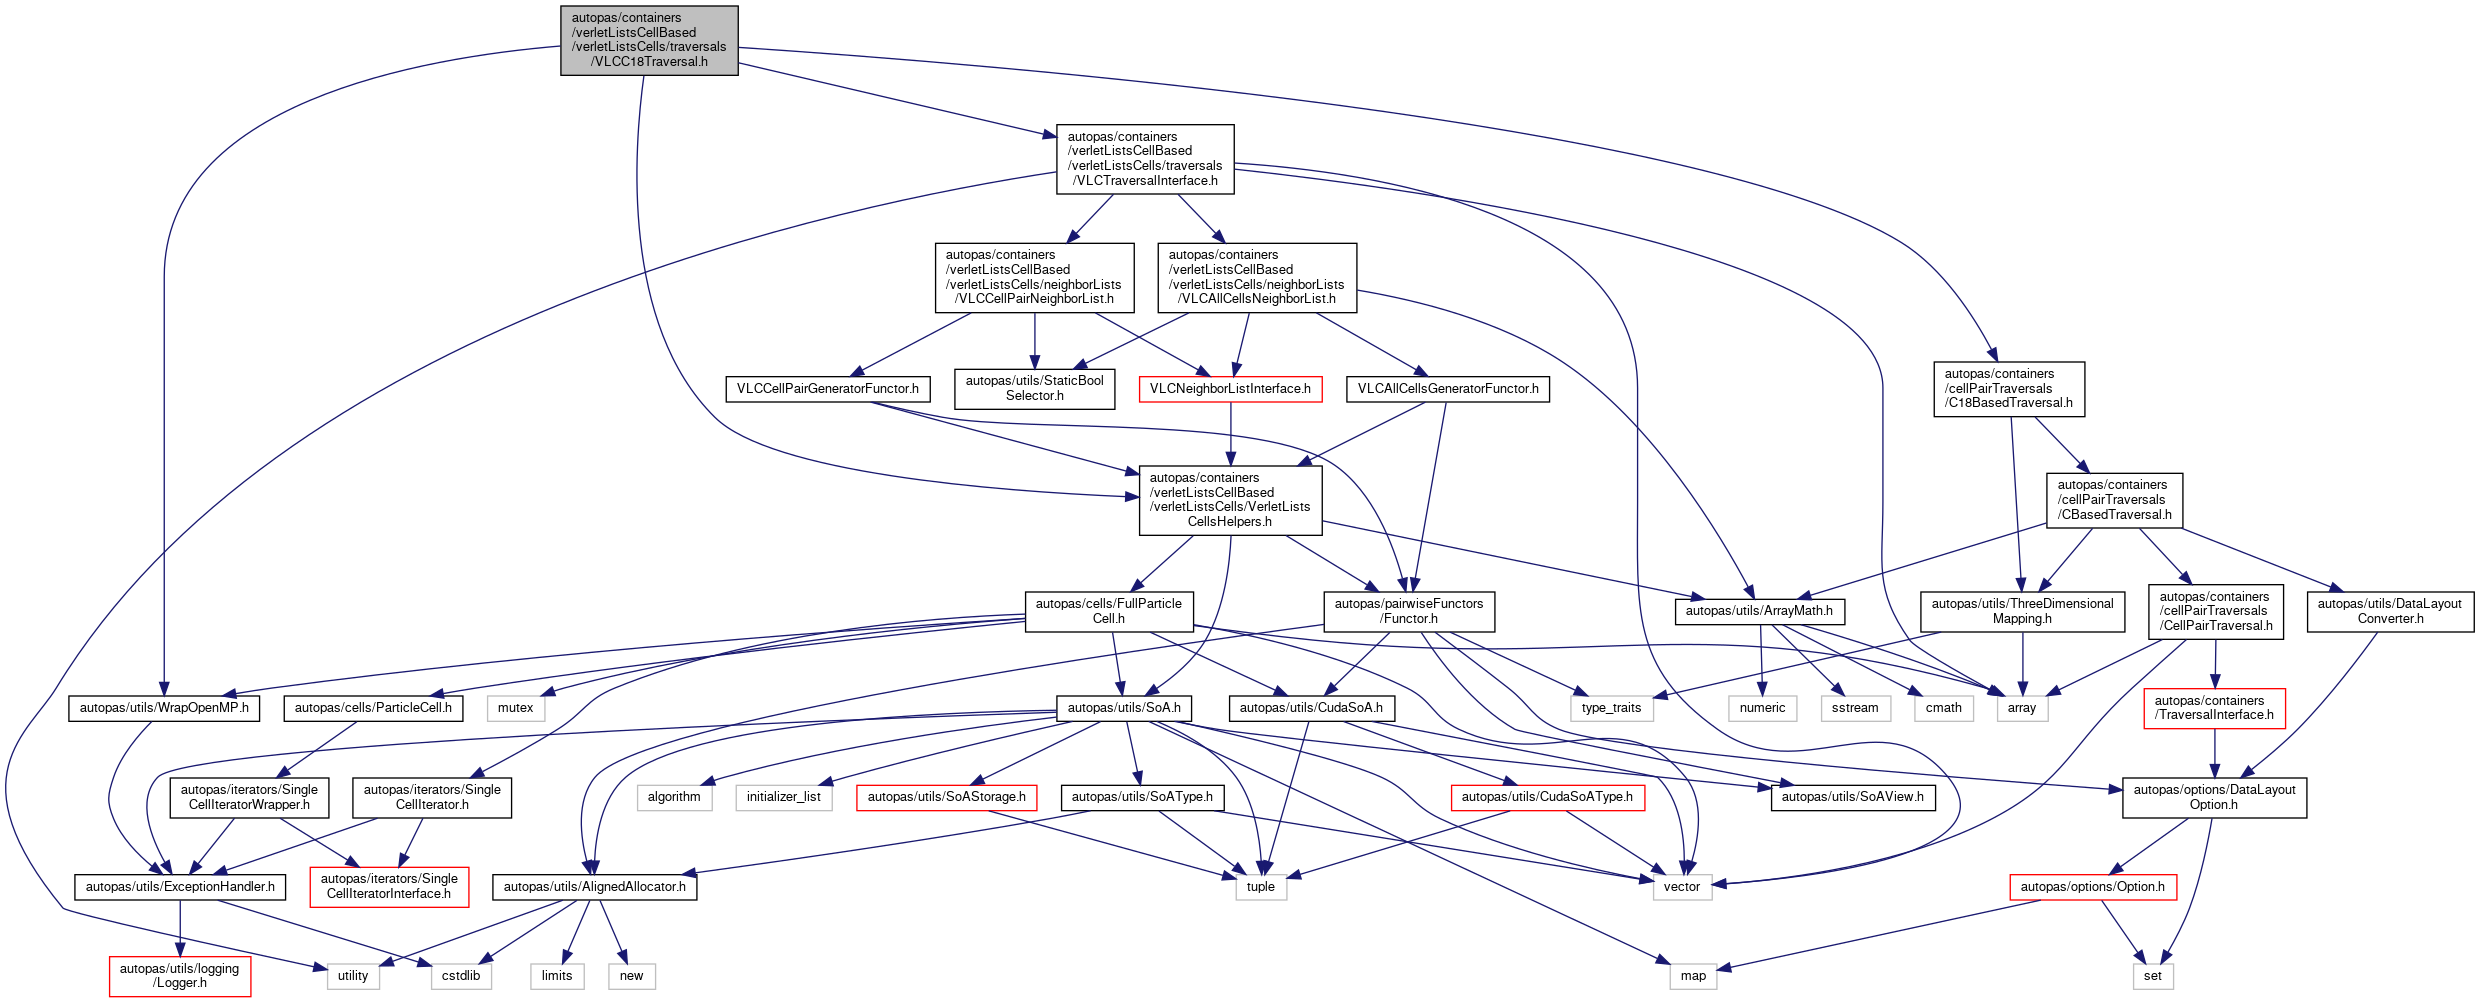 autopas/containers
/verletListsCellBased
/verletListsCells/traversals
/VLCC18Traversal.h
autopas/containers
/verletListsCellBased
/verletListsCells/traversals
/VLCTraversalInterface.h
autopas/containers
/verletListsCellBased
/verletListsCells/neighborLists
/VLCCellPairNeighborList.h
autopas/containers
/verletListsCellBased
/verletListsCells/neighborLists
/VLCAllCellsNeighborList.h
VLCCellPairGeneratorFunctor.h
autopas/utils/StaticBool
Selector.h
VLCNeighborListInterface.h
VLCAllCellsGeneratorFunctor.h
autopas/containers
/cellPairTraversals
/C18BasedTraversal.h
autopas/containers
/verletListsCellBased
/verletListsCells/VerletLists
CellsHelpers.h
autopas/containers
/cellPairTraversals
/CBasedTraversal.h
autopas/cells/FullParticle
Cell.h
autopas/pairwiseFunctors
/Functor.h
autopas/utils/ArrayMath.h
autopas/utils/ThreeDimensional
Mapping.h
autopas/containers
/cellPairTraversals
/CellPairTraversal.h
autopas/utils/DataLayout
Converter.h
autopas/utils/WrapOpenMP.h
autopas/cells/ParticleCell.h
mutex
autopas/utils/SoA.h
autopas/utils/CudaSoA.h
type_traits
numeric
sstream
cmath
array
autopas/containers
/TraversalInterface.h
autopas/iterators/Single
CellIteratorWrapper.h
autopas/iterators/Single
CellIterator.h
algorithm
initializer_list
autopas/utils/SoAStorage.h
autopas/utils/SoAType.h
autopas/utils/CudaSoAType.h
autopas/utils/SoAView.h
autopas/options/DataLayout
Option.h
autopas/utils/ExceptionHandler.h
autopas/iterators/Single
CellIteratorInterface.h
autopas/utils/AlignedAllocator.h
tuple
vector
autopas/options/Option.h
autopas/utils/logging
/Logger.h
utility
cstdlib
limits
new
map
set